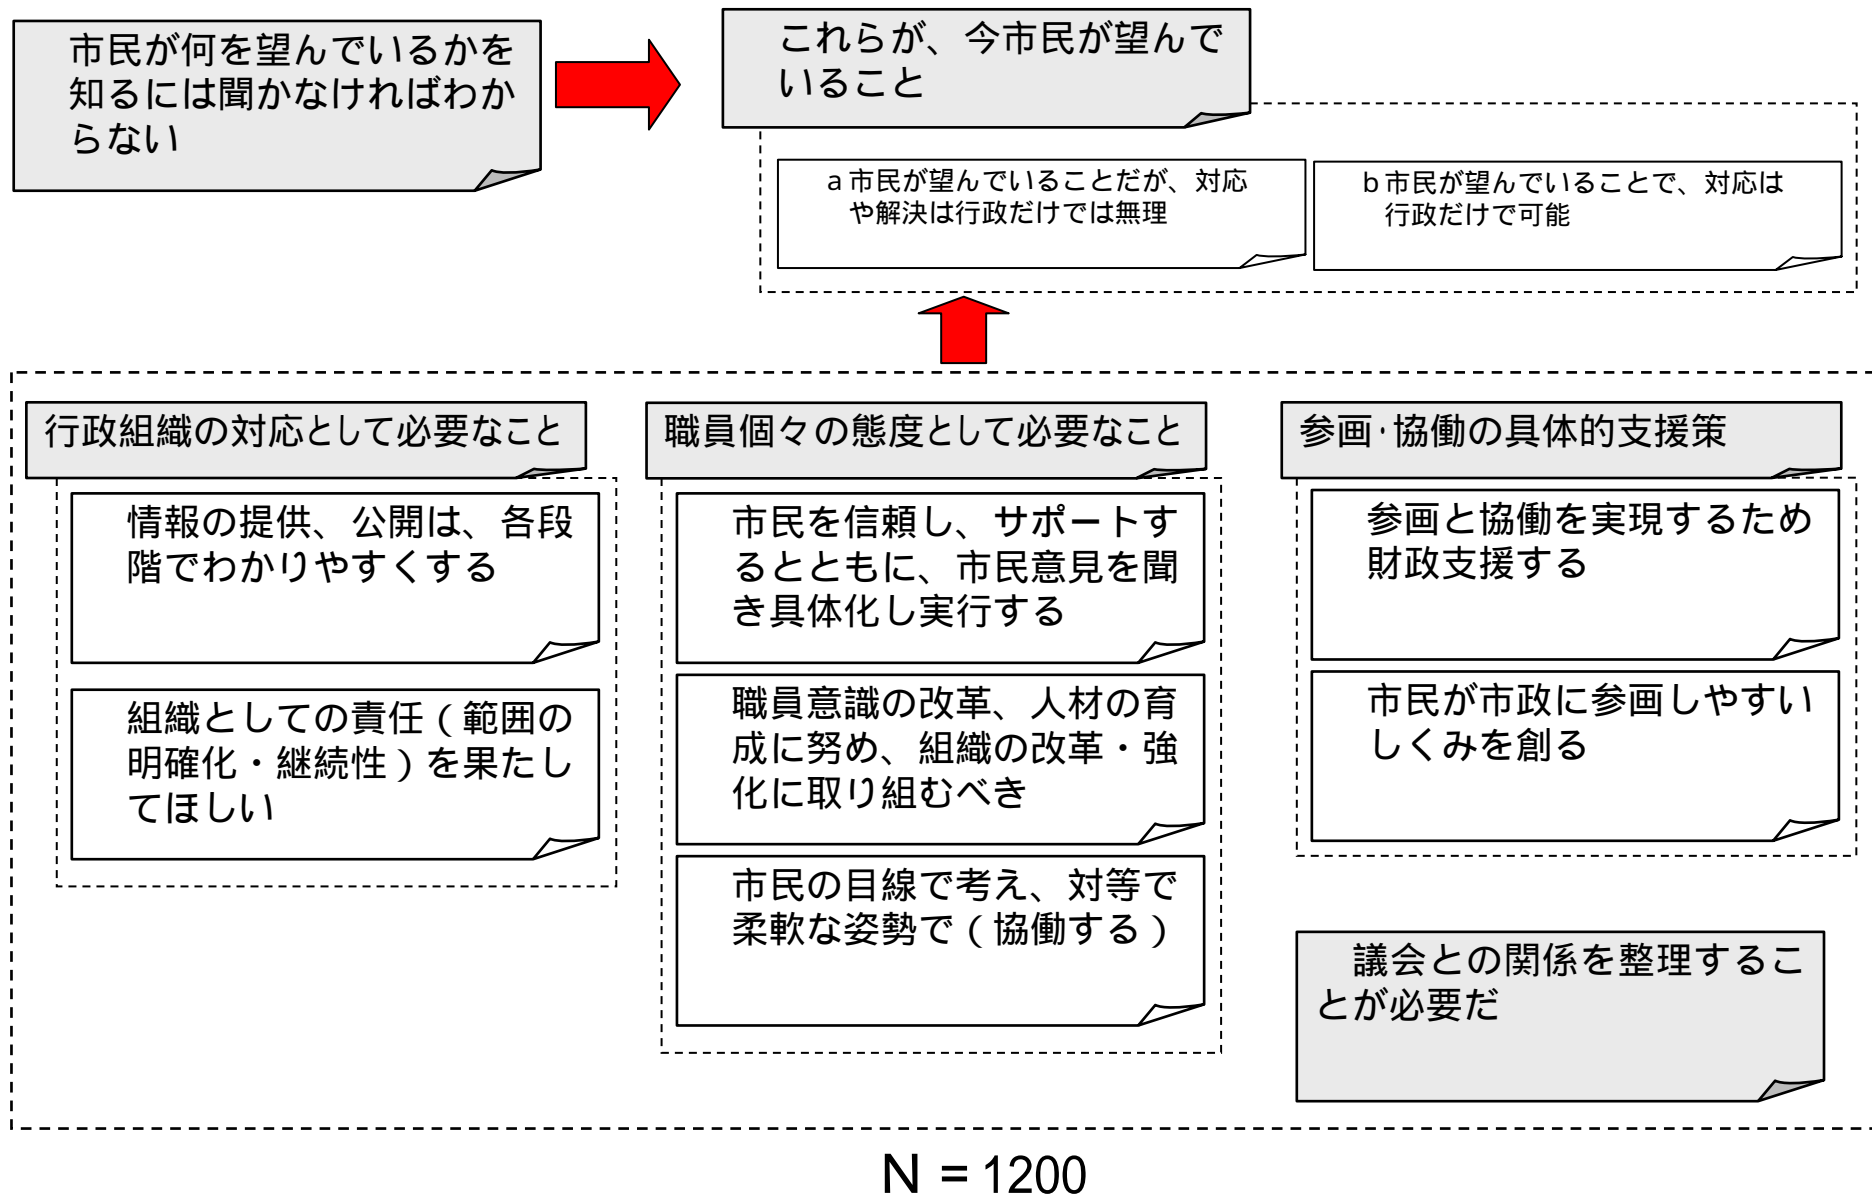 市民が何を望んでいるかを
知るには聞かなければわか
らない
これらが、今市民が望んで
いること
a市民が望んでいることだが、対応
や解決は行政だけでは無理
b市民が望んでいることで、対応は
行政だけで可能
行政組織の対応として必要なこと
情報の提供、公開は、各段
階でわかりやすくする
組織としての責任（範囲の
明確化・継続性）を果たし
てほしい
職員個々の態度として必要なこと
市民を信頼し、サポートす
るとともに、市民意見を聞
き具体化し実行する
職員意識の改革、人材の育
成に努め、組織の改革・強
化に取り組むべき
市民の目線で考え、対等で
柔軟な姿勢で（協働する）
参画･協働の具体的支援策
参画と協働を実現するため
財政支援する
市民が市政に参画しやすい
しくみを創る
議会との関係を整理するこ
とが必要だ
N = 1200